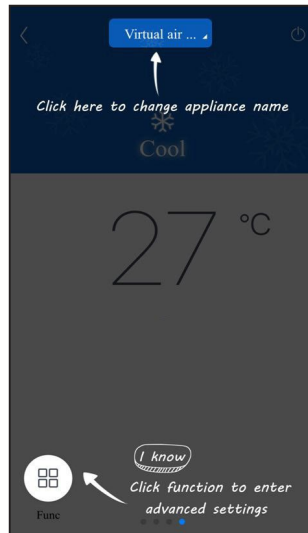 Virtual air ...
Click here to change appliance name
Cool
27 °C
I know
Click function to enter
advanced settings
Func